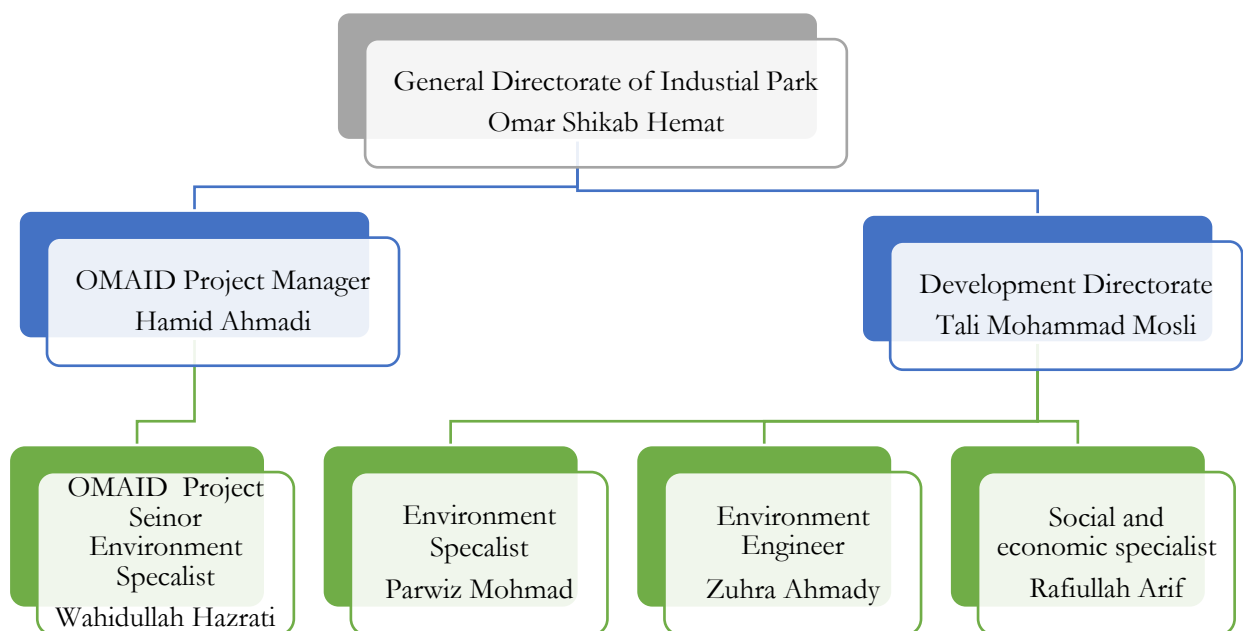 General Directorate of Industial Park
Omar Shikab Hemat
OMAID Project Manager
Hamid Ahmadi
Development Directorate
Tali Mohammad Mosli
OMAID Project
Seinor
Environment
Specalist
Wahidullah Hazrati
Environment
Specalist
Parwiz Mohmad
Environment
Engineer
Zuhra Ahmady
Social and
economic specialist
Rafiullah Arif